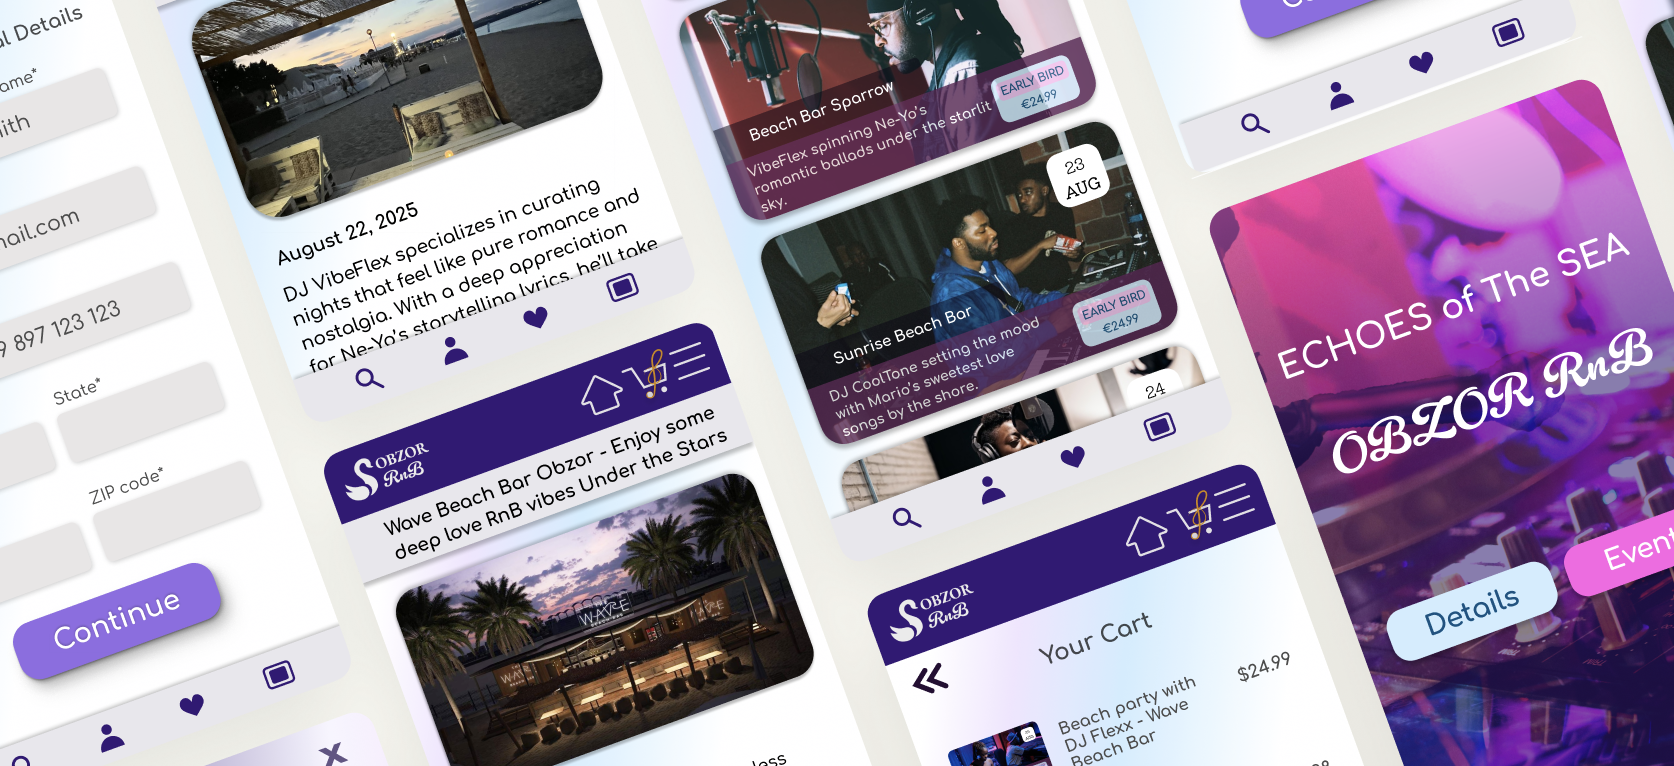 al Details
ame*
ith
nail.com
9 897 123 123
State*
ZIP code*
Continue
August 22, 2025
DJ VibeFlex specializes in curating
nights that feel like pure romance and
nostalgia. With a deep appreciation
for Ne-Yo's storytelling lyrics, he'll take
OBZOR
RnB
Wave Beach Bar Obzor - Enjoy some
deep love RnB vibes Under the Stars
WAVE
less
Beach Bar Sparrow
EARLY BIRD
€24.99
VibeFlex spinning Ne-Yo's
romantic ballads under the starlit
sky.
23
AUG
Sunrise Beach Bar
EARLY BIRD
€24.99
DJ CoolTone setting the mood
with Mario's sweetest love
songs by the shore.
24
OBZOR
RnB
Your Cart
Beach party with
DJ Flexx - Wave
Beach Bar
$24.99
ECHOES of The SEA
OBZOR RnB
Details
Event